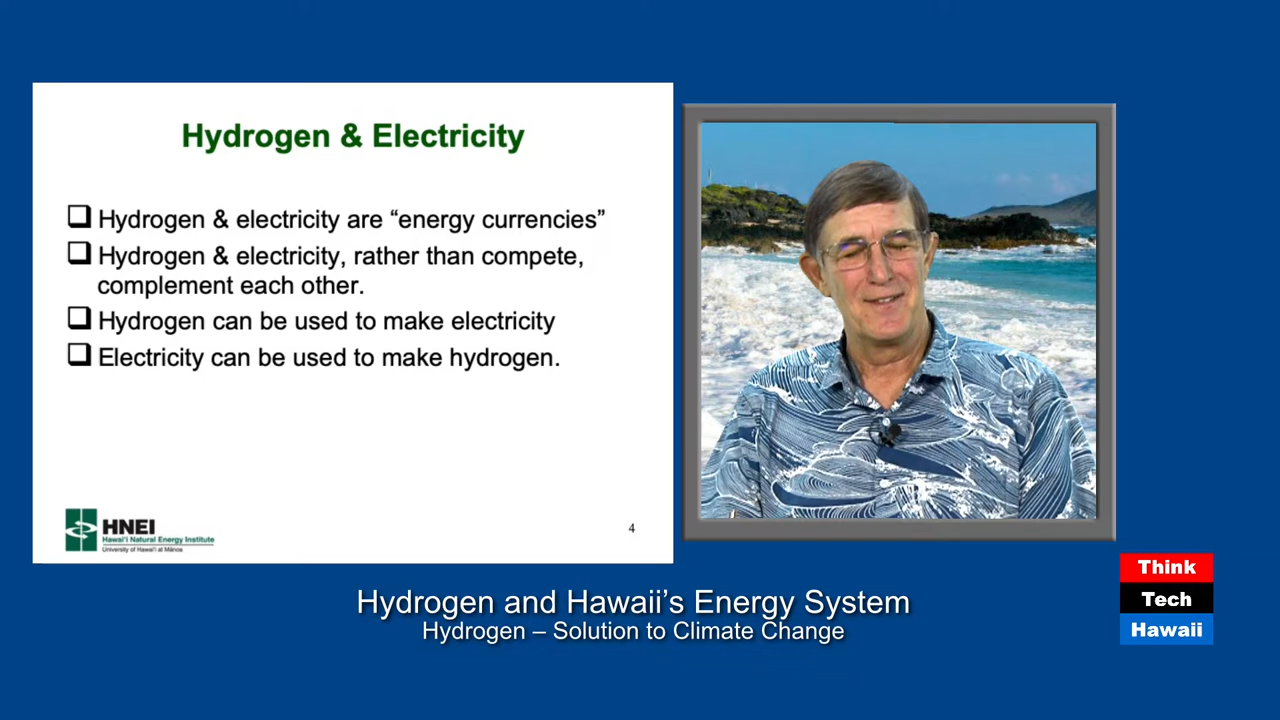 Hydrogen & Electricity
Hydrogen & electricity are “energy currencies”
Hydrogen & electricity, rather than compete,
complement each other.
Hydrogen can be used to make electricity
Electricity can be used to make hydrogen.
HNEI
Hawai‘i Natural Energy Institute
University of Hawai‘i at Mānoa
4
Hydrogen and Hawaii’s Energy System
Hydrogen – Solution to Climate Change
Think
Tech
Hawaii